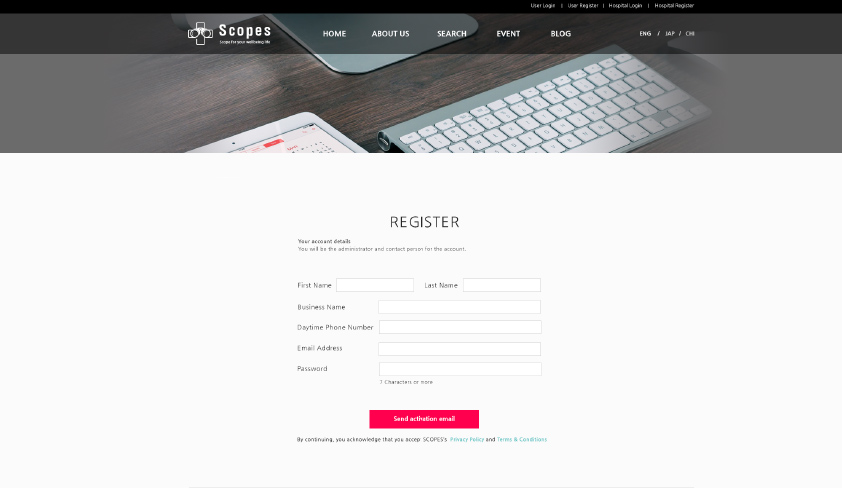 User Login | User Register | Hospital Login | Hospital Register
Scopes
Scope for your wellbeing life
HOME ABOUT US SEARCH EVENT BLOG
ENG / JAP / CHI
REGISTER
Your account details
You will be the administrator and contact person for the account.
First Name Last Name
Business Name
Daytime Phone Number
Email Address
Password
7 Characters or more
Send activation email
By continuing, you acknowledge that you accep SCOPES's Privacy Policy and Terms & Conditions